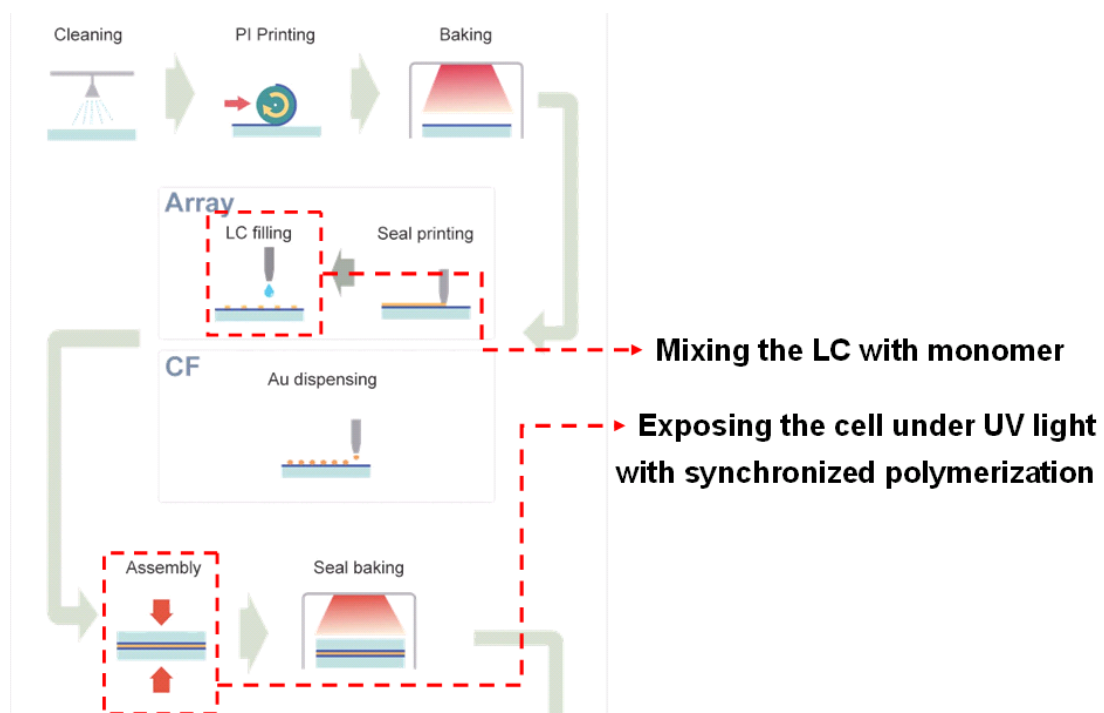 Cleaning
PI Printing
Baking
Array
LC filling
Seal printing
Mixing the LC with monomer
CF
Au dispensing
Exposing the cell under UV light
with synchronized polymerization
Assembly
Seal baking